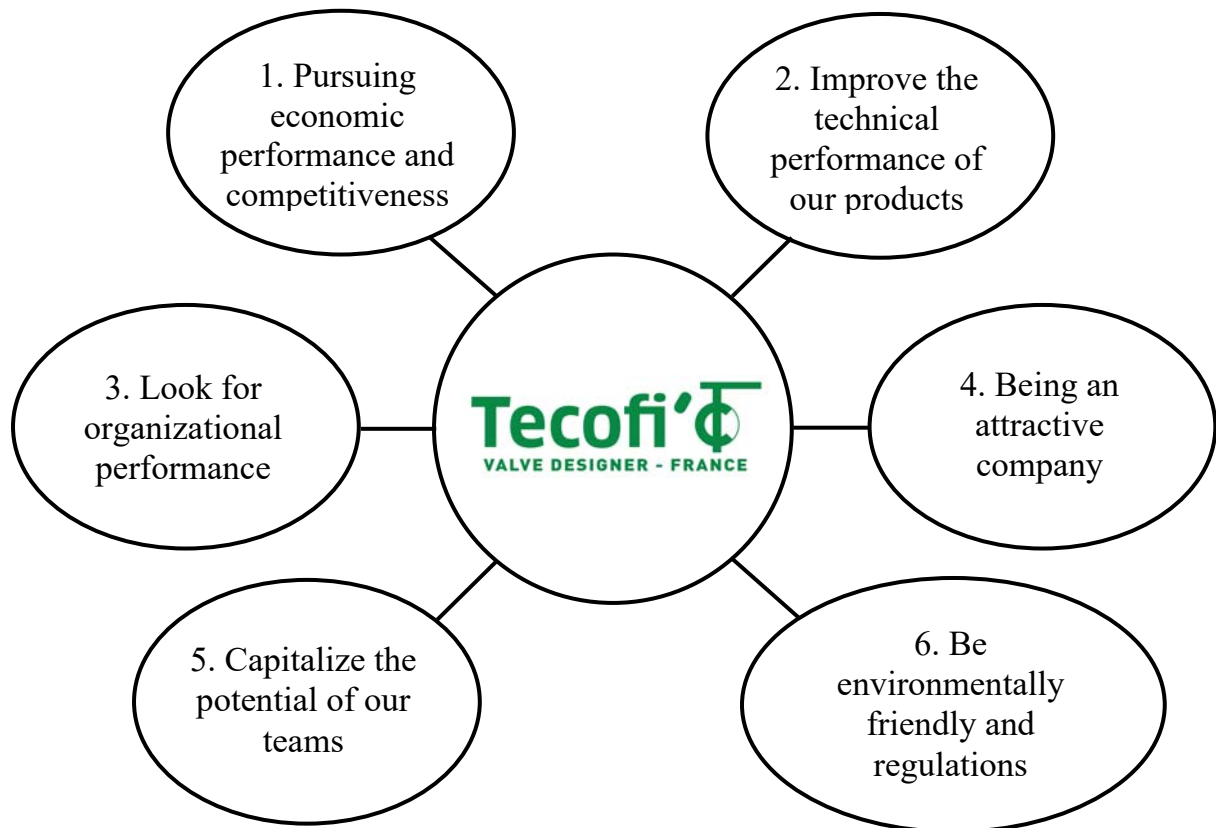 1. Pursuing
economic
performance and
competitiveness
2. Improve the
technical
performance of
our products
3. Look for
organizational
performance
Tecofi'
VALVE DESIGNER - FRANCE
4. Being an
attractive
company
5. Capitalize the
potential of our
teams
6. Be
environmentally
friendly and
regulations